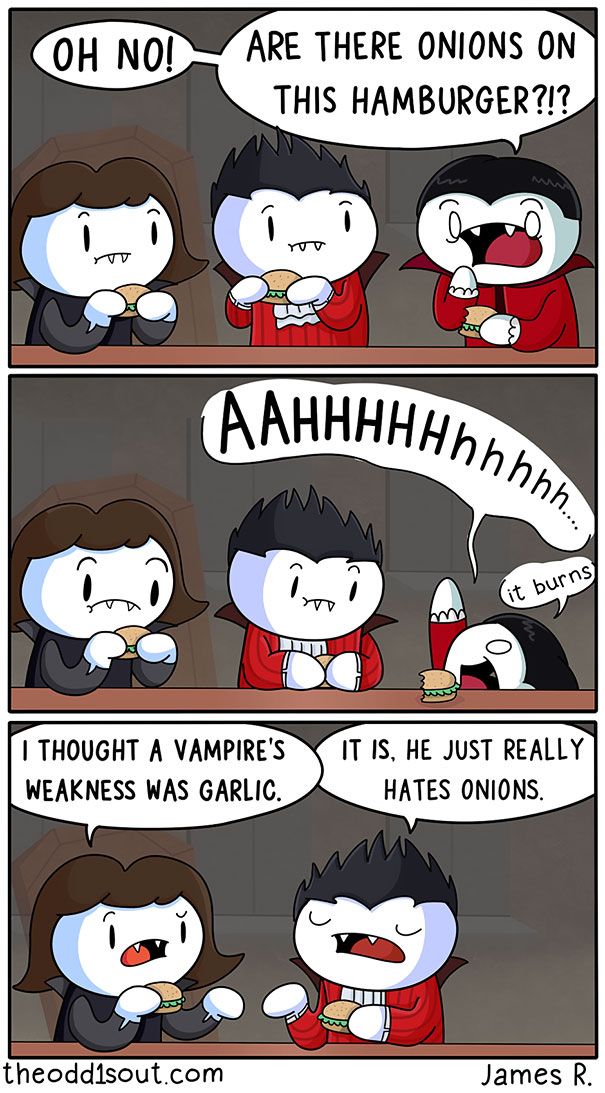 OH NO!
ARE THERE ONIONS ON
THIS HAMBURGER?!?
AAHHHHHHhhhhhh....
it burns
I THOUGHT A VAMPIRE'S
WEAKNESS WAS GARLIC.
IT IS, HE JUST REALLY
HATES ONIONS.
theodd1sout.com
James R.